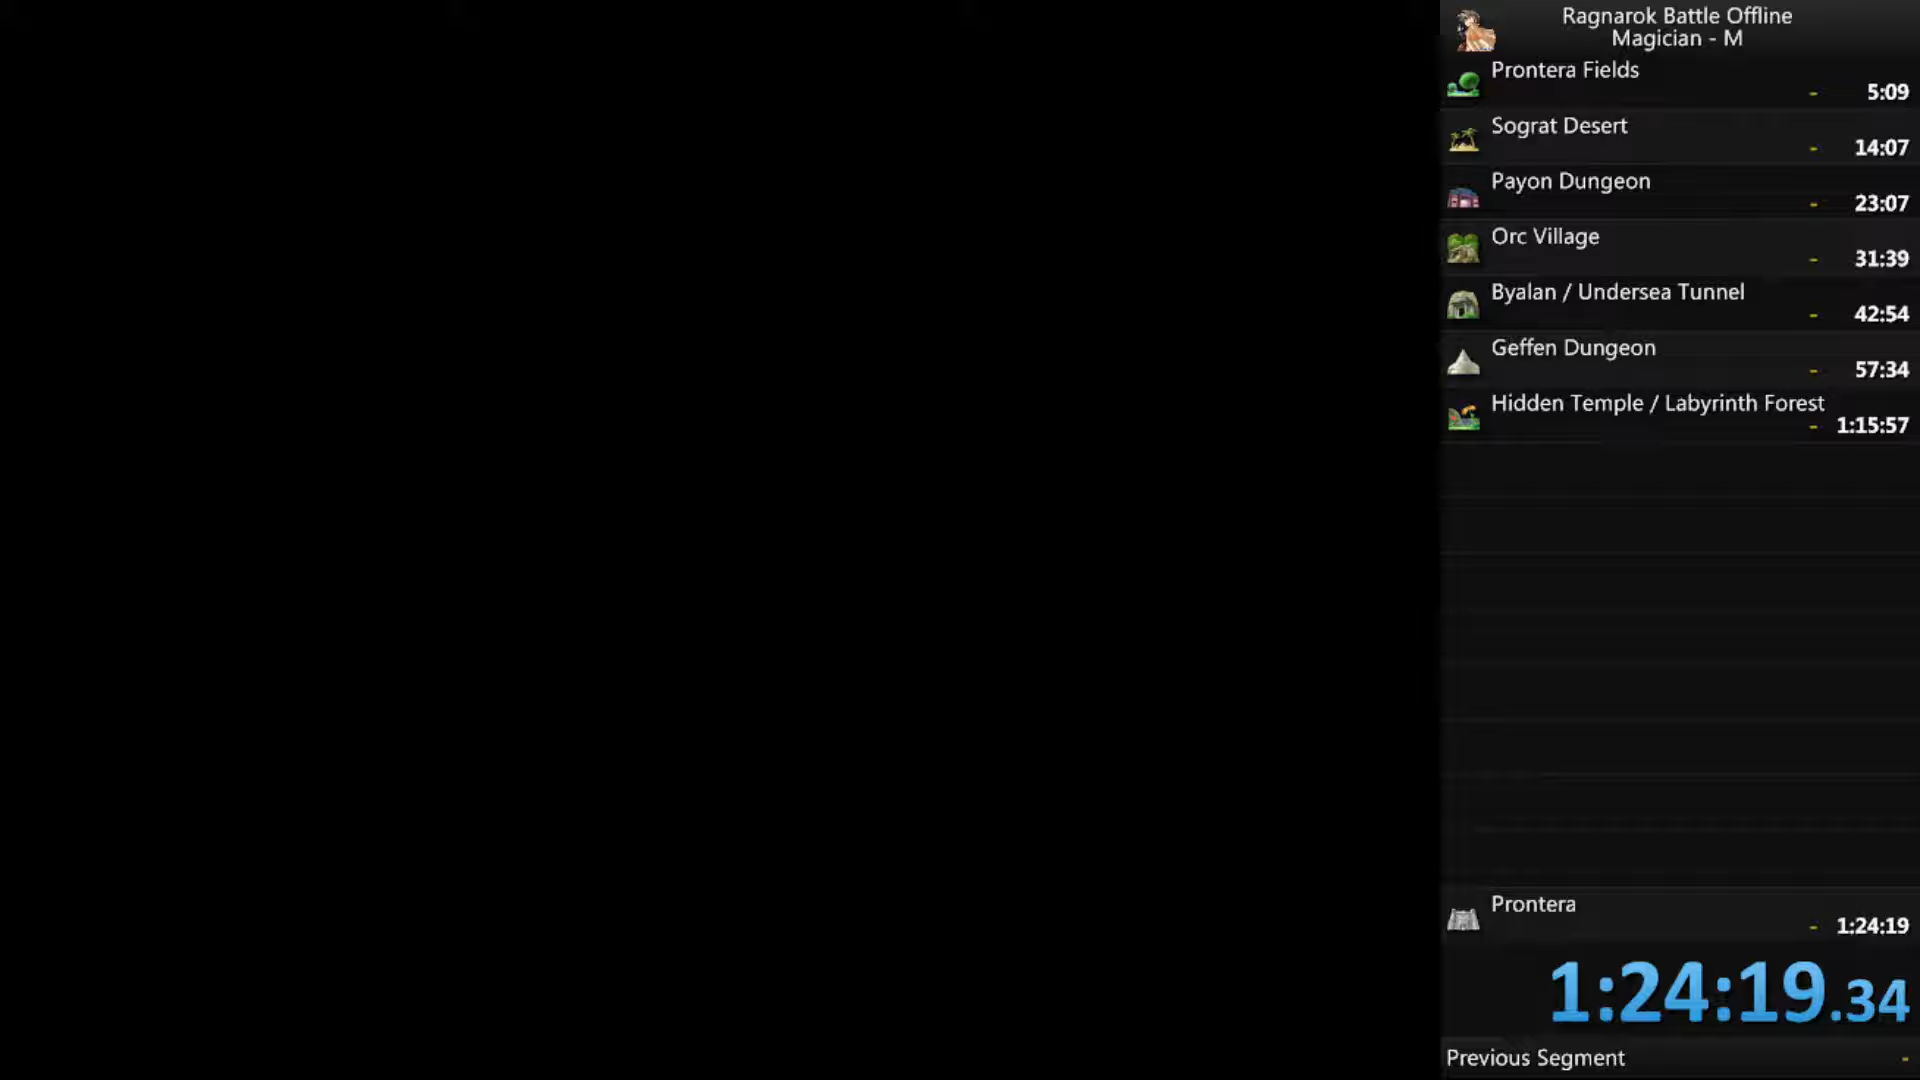 Ragnarok Battle Offline
Magician - M
Prontera Fields
- 5:09
Sograt Desert
- 14:07
Payon Dungeon
- 23:07
Orc Village
- 31:39
Byalan / Undersea Tunnel
- 42:54
Geffen Dungeon
- 57:34
Hidden Temple / Labyrinth Forest
- 1:15:57
Prontera
- 1:24:19
1:24:19.34
Previous Segment -